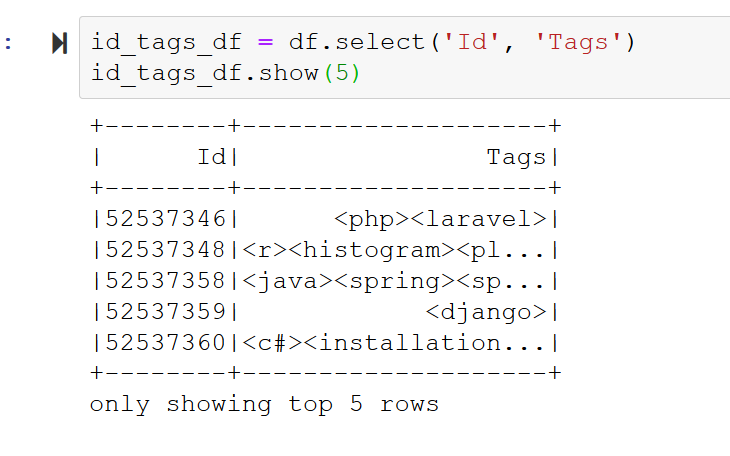 : id_tags_df = df.select('Id', 'Tags')
id_tags_df.show(5)
+--------+--------------------+
|      Id|                Tags|
+--------+--------------------+
|52537346|      <php><laravel>|
|52537348|<r><histogram><pl...|
|52537358|<java><spring><sp...|
|52537359|            <django>|
|52537360|<c#><installation...|
+--------+--------------------+
only showing top 5 rows